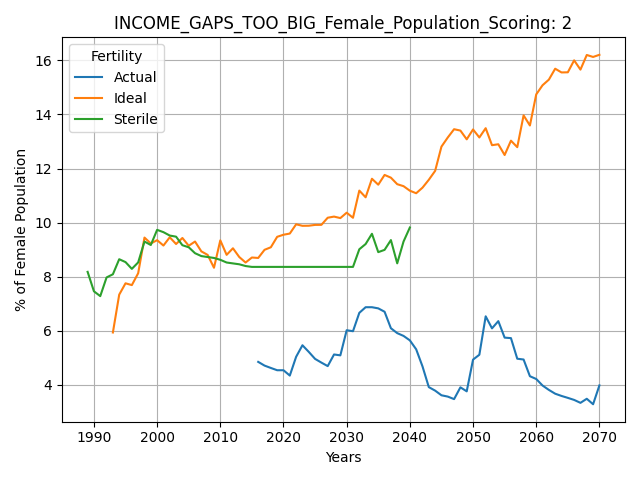 INCOME_GAPS_TOO_BIG_Female_Population_Scoring: 2
Fertility
Actual
Ideal
Sterile
% of Female Population
16
14
12
10
8
6
4
1990 2000 2010 2020 2030 2040 2050 2060 2070
Years